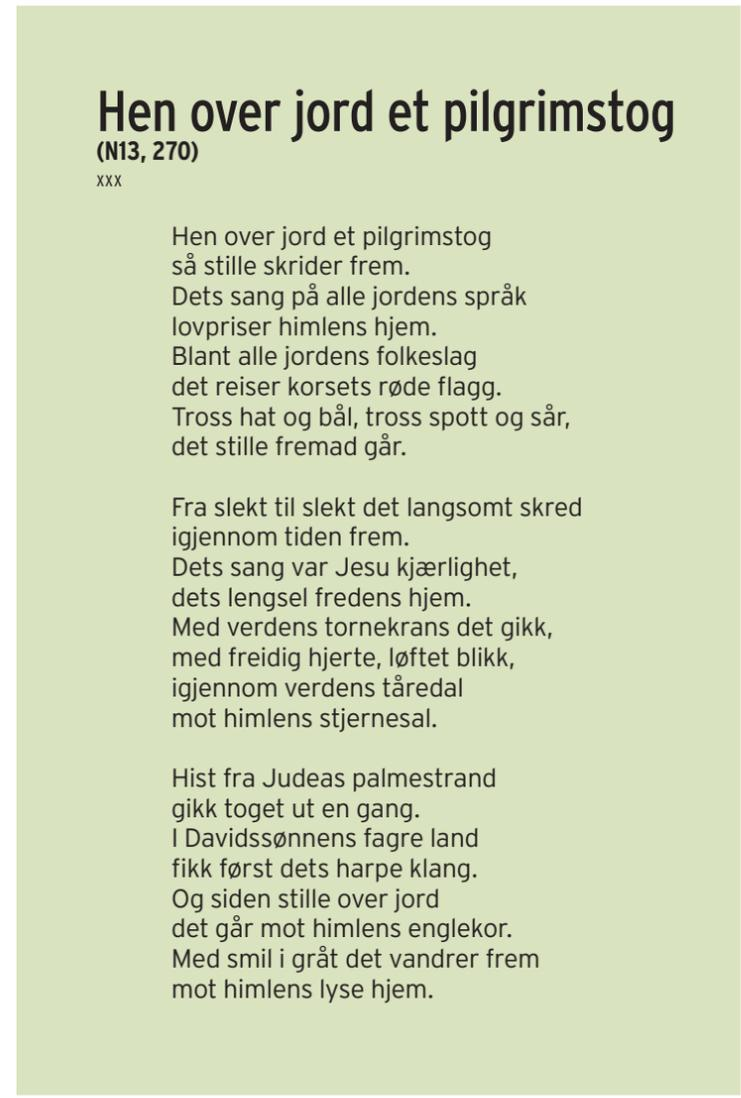 Hen over jord et pilgrimstog
(N13, 270)
xxx
Hen over jord et pilgrimstog
så stille skrider frem.
Dets sang på alle jordens språk
lovpriser himlens hjem.
Blant alle jordens folkeslag
det reiser korsets røde flagg.
Tross hat og bål, tross spott og sår,
det stille fremad går.
Fra slekt til slekt det langsomt skred
igjennom tiden frem.
Dets sang var Jesu kjærlighet,
dets lengsel fredens hjem.
Med verdens tornekrans det gikk,
med freidig hjerte, løftet blikk,
igjennom verdens tåredal
mot himlens stjernesal.
Hist fra Judeas palmestrand
gikk toget ut en gang.
I Davidssønnens fagre land
fikk først dets harpe klang.
Og siden stille over jord
det går mot himlens englekor.
Med smil i gråt det vandrer frem
mot himlens lyse hjem.